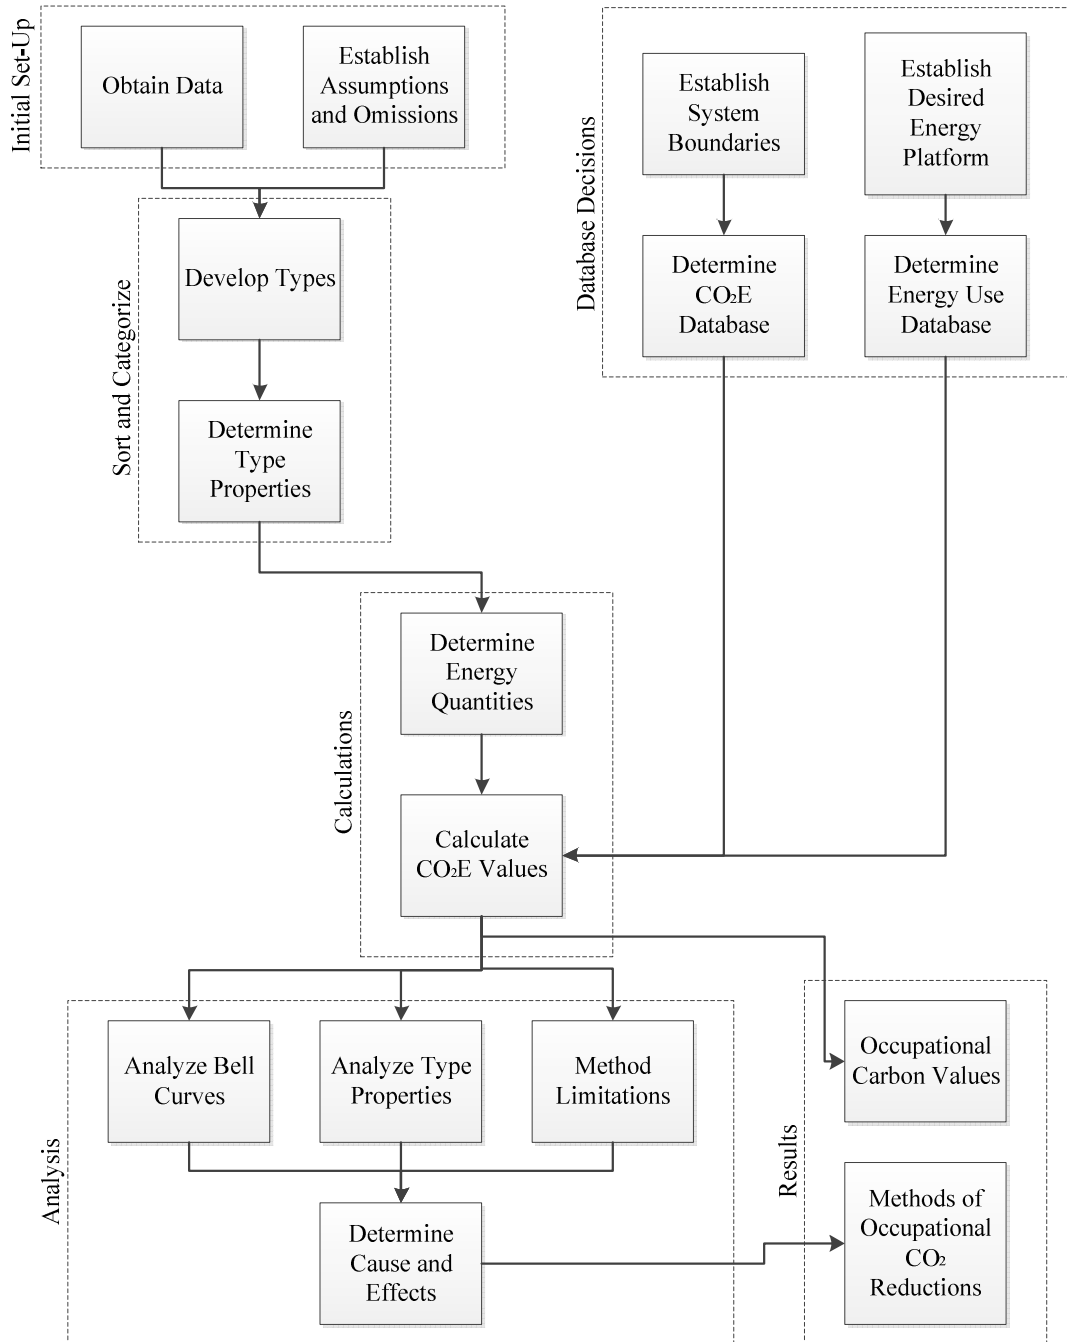 Initial Set-Up
Obtain Data
Establish
Assumptions
and Omissions
Database Decisions
Establish
System
Boundaries
Establish
Desired
Energy
Platform
Determine
CO₂E
Database
Determine
Energy Use
Database
Sort and Categorize
Develop Types
Determine
Type
Properties
Calculations
Determine
Energy
Quantities
Calculate
CO₂E Values
Analysis
Analyze Bell
Curves
Analyze Type
Properties
Method
Limitations
Determine
Cause and
Effects
Results
Occupational
Carbon Values
Methods of
Occupational
CO₂
Reductions